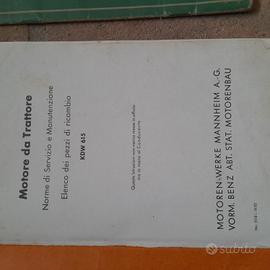 Motore da Trattore
Norme di Servizio e Manutenzione
Elenco dei pezzi di ricambio
KDW 615
MOTOREN-WERKE MANNHEIM A.-G.
VORM. BENZ ABT. STAT. MOTORENBAU
subito